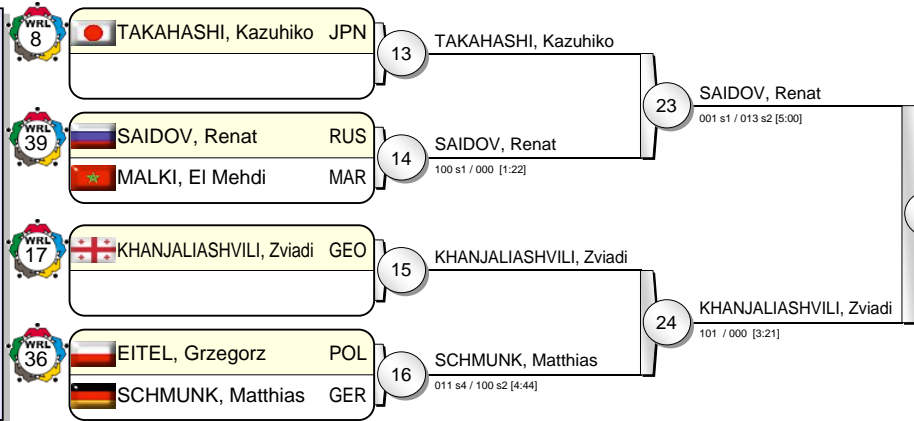 WRL
8
TAKAHASHI, Kazuhiko JPN
13
TAKAHASHI, Kazuhiko
23
SAIDOV, Renat
001 s1 / 013 s2 [5:00]
WRL
39
SAIDOV, Renat RUS
MALKI, El Mehdi MAR
14
SAIDOV, Renat
100 s1 / 000 [1:22]
WRL
17
KHANJALIASHVILI, Zviadi GEO
15
KHANJALIASHVILI, Zviadi
24
KHANJALIASHVILI, Zviadi
101 / 000 [3:21]
WRL
36
EITEL, Grzegorz POL
SCHMUNK, Matthias GER
16
SCHMUNK, Matthias
011 s4 / 100 s2 [4:44]